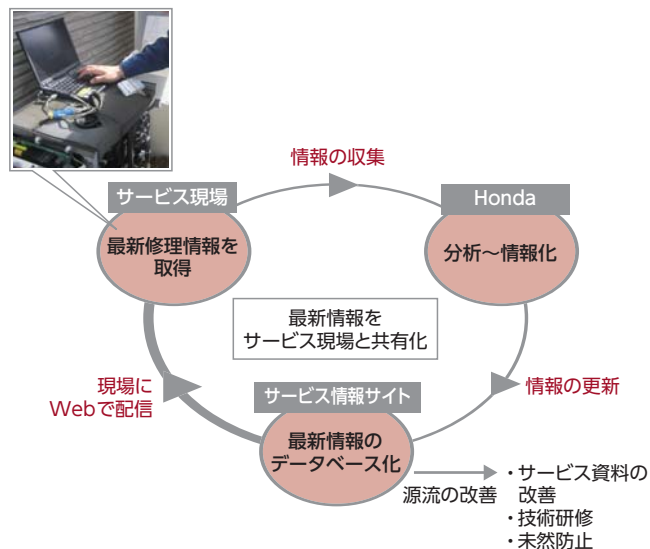 情報の収集
サービス現場
最新修理情報を
取得
Honda
分析～情報化
最新情報を
サービス現場と共有化
現場に
Webで配信
情報の更新
サービス情報サイト
最新情報の
データベース化
源流の改善
・サービス資料の
改善
・技術研修
・未然防止